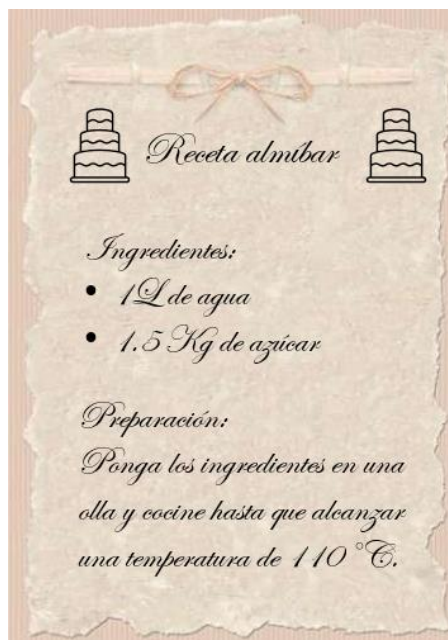 Receta almíbar
Ingredientes:
• 1L de agua
• 1.5 Kg de azúcar
Preparación:
Ponga los ingredientes en una
olla y cocine hasta que alcanzar
una temperatura de 110 °C.